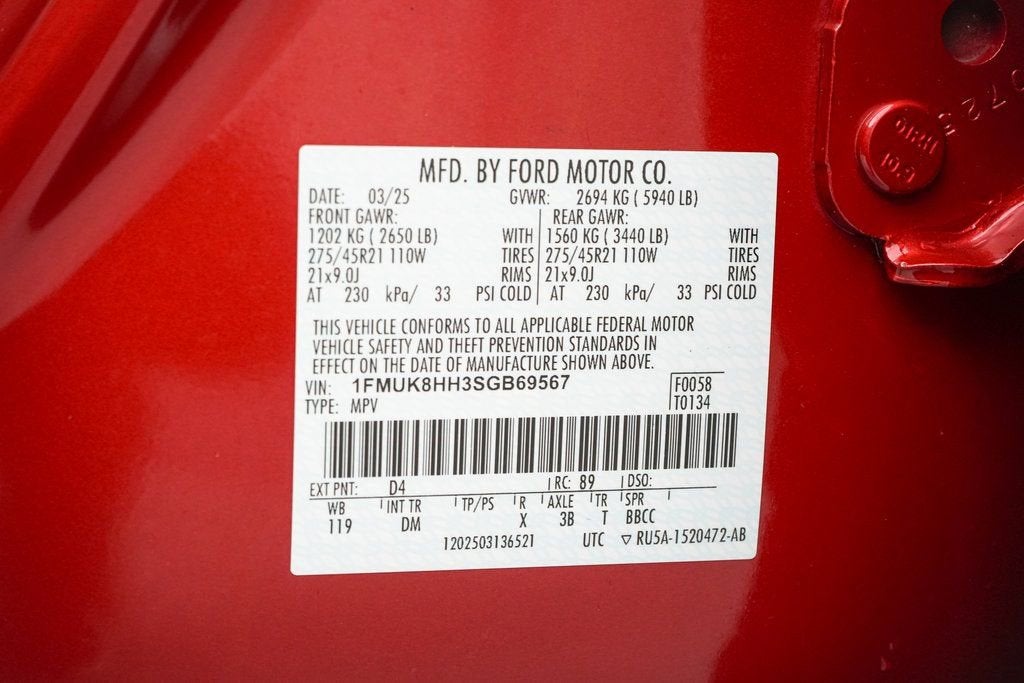 MFD. BY FORD MOTOR CO.
DATE: 03/25 GVWR: 2694 KG ( 5940 LB)
FRONT GAWR: REAR GAWR:
1202 KG ( 2650 LB) WITH 1560 KG ( 3440 LB) WITH
275/45R21 110W TIRES 275/45R21 110W TIRES
21x9.0J RIMS 21x9.0J RIMS
AT 230 kPa/ 33 PSI COLD AT 230 kPa/ 33 PSI COLD
THIS VEHICLE CONFORMS TO ALL APPLICABLE FEDERAL MOTOR
VEHICLE SAFETY AND THEFT PREVENTION STANDARDS IN
EFFECT ON THE DATE OF MANUFACTURE SHOWN ABOVE.
VIN: 1FMUK8HH3SGB69567 F0058
TYPE: MPV T0134
EXT PNT: D4 RC: 89 DSO:
WB INT TR TP/PS R AXLE TR SPR
119 DM X 3B T BBCC
1202503136521 UTC ▽ RU5A-1520472-AB